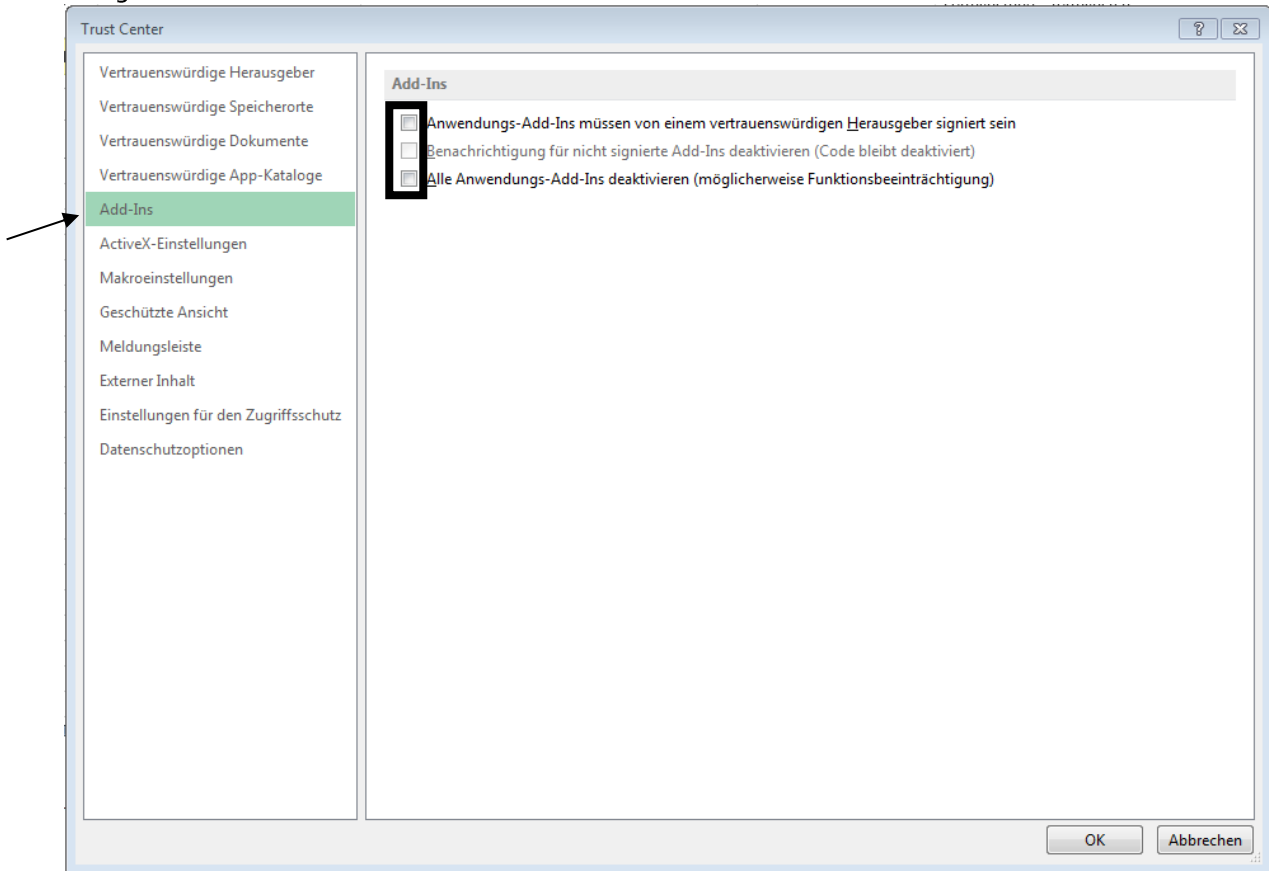 Trust Center
Vertrauenswürdige Herausgeber
Vertrauenswürdige Speicherorte
Vertrauenswürdige Dokumente
Vertrauenswürdige App-Kataloge
Add-Ins
ActiveX-Einstellungen
Makroeinstellungen
Geschützte Ansicht
Meldungsleiste
Externer Inhalt
Einstellungen für den Zugriffsschutz
Datenschutzoptionen
Add-Ins
Anwendungs-Add-Ins müssen von einem vertrauenswürdigen Herausgeber signiert sein
Benachrichtigung für nicht signierte Add-Ins deaktivieren (Code bleibt deaktiviert)
Alle Anwendungs-Add-Ins deaktivieren (möglicherweise Funktionsbeeinträchtigung)
OK
Abbrechen